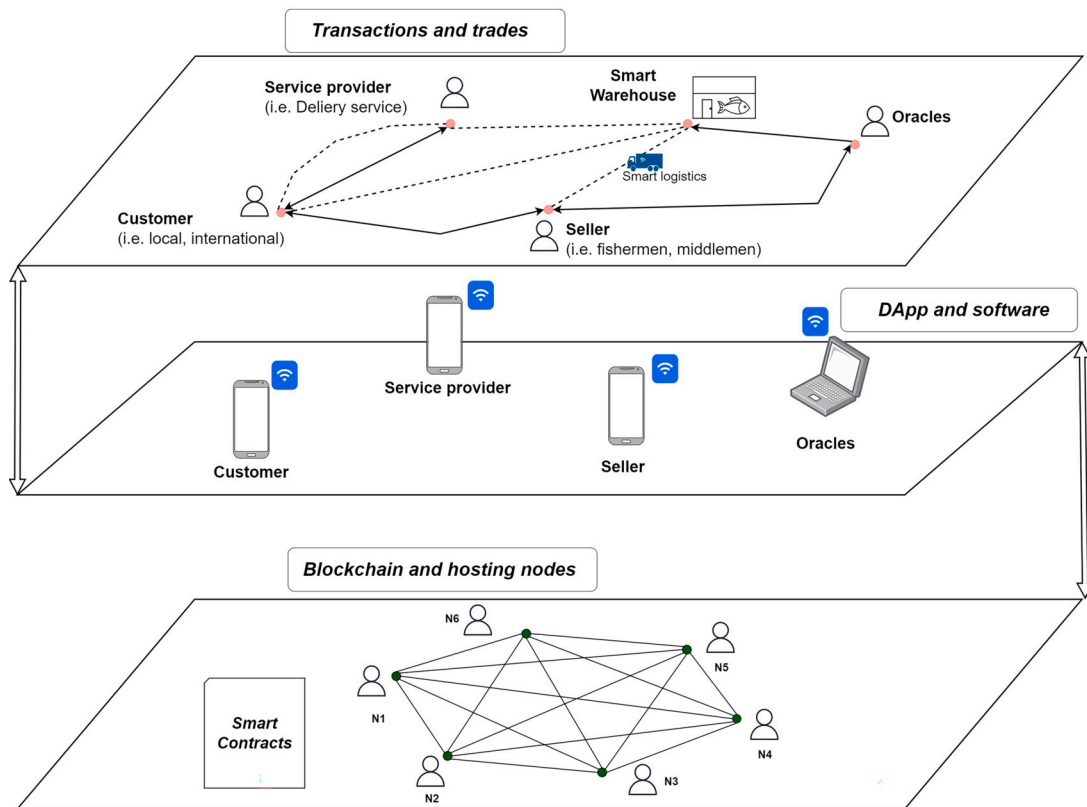 Transactions and trades
Service provider
(i.e. Deliery service)
Smart
Warehouse
Oracles
Smart logistics
Customer
(i.e. local, international)
Seller
(i.e. fishermen, middlemen)
DApp and software
Service provider
Customer
Seller
Oracles
Blockchain and hosting nodes
N6
N5
N1
Smart
Contracts
N4
N2
N3